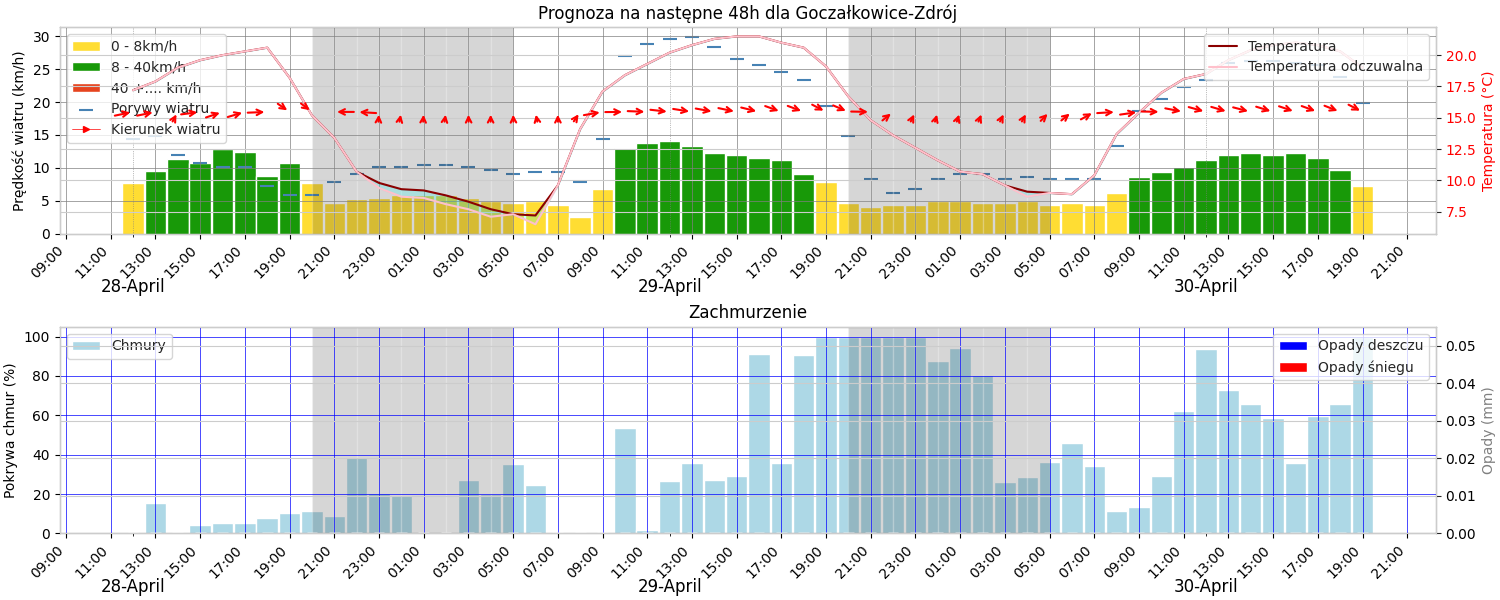 Prognoza na następne 48h dla Goczałkowice-Zdrój
Prędkość wiatru (km/h)
30
25
20
15
10
5
0
0 - 8km/h
8 - 40km/h
40 +.... km/h
Porywy wiatru
Kierunek wiatru
Temperatura
Temperatura odczuwalna
20.0
17.5
15.0
12.5
10.0
7.5
Temperatura (°C)
09:00 11:00 13:00 15:00 17:00 19:00 21:00 23:00 01:00 03:00 05:00 07:00 09:00 11:00 13:00 15:00 17:00 19:00 21:00 23:00 01:00 03:00 05:00 07:00 09:00 11:00 13:00 15:00 17:00 19:00 21:00
28-April 29-April 30-April
Zachmurzenie
Pokrywa chmur (%)
100
80
60
40
20
0
Chmury
Opady deszczu
Opady śniegu
0.05
0.04
0.03
0.02
0.01
0.00
Opady (mm)
09:00 11:00 13:00 15:00 17:00 19:00 21:00 23:00 01:00 03:00 05:00 07:00 09:00 11:00 13:00 15:00 17:00 19:00 21:00 23:00 01:00 03:00 05:00 07:00 09:00 11:00 13:00 15:00 17:00 19:00 21:00
28-April 29-April 30-April